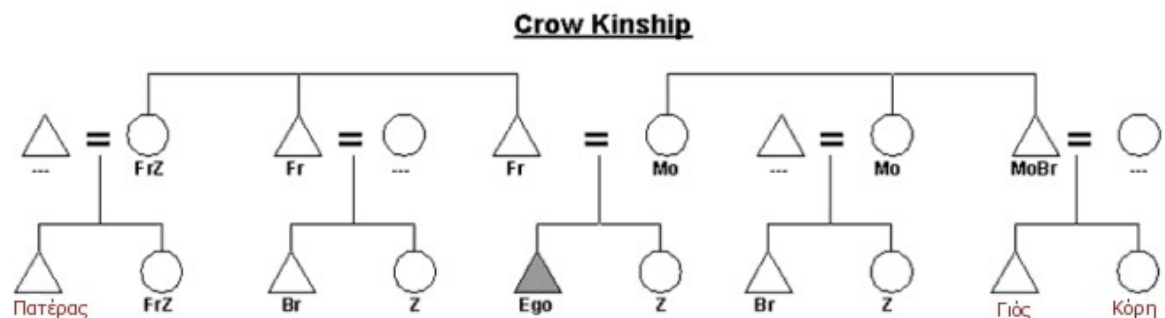 Crow Kinship
--- FrZ Fr --- Fr Mo --- Mo MoBr ---
Πατέρας FrZ Br Z Ego Z Br Z Γιός Κόρη